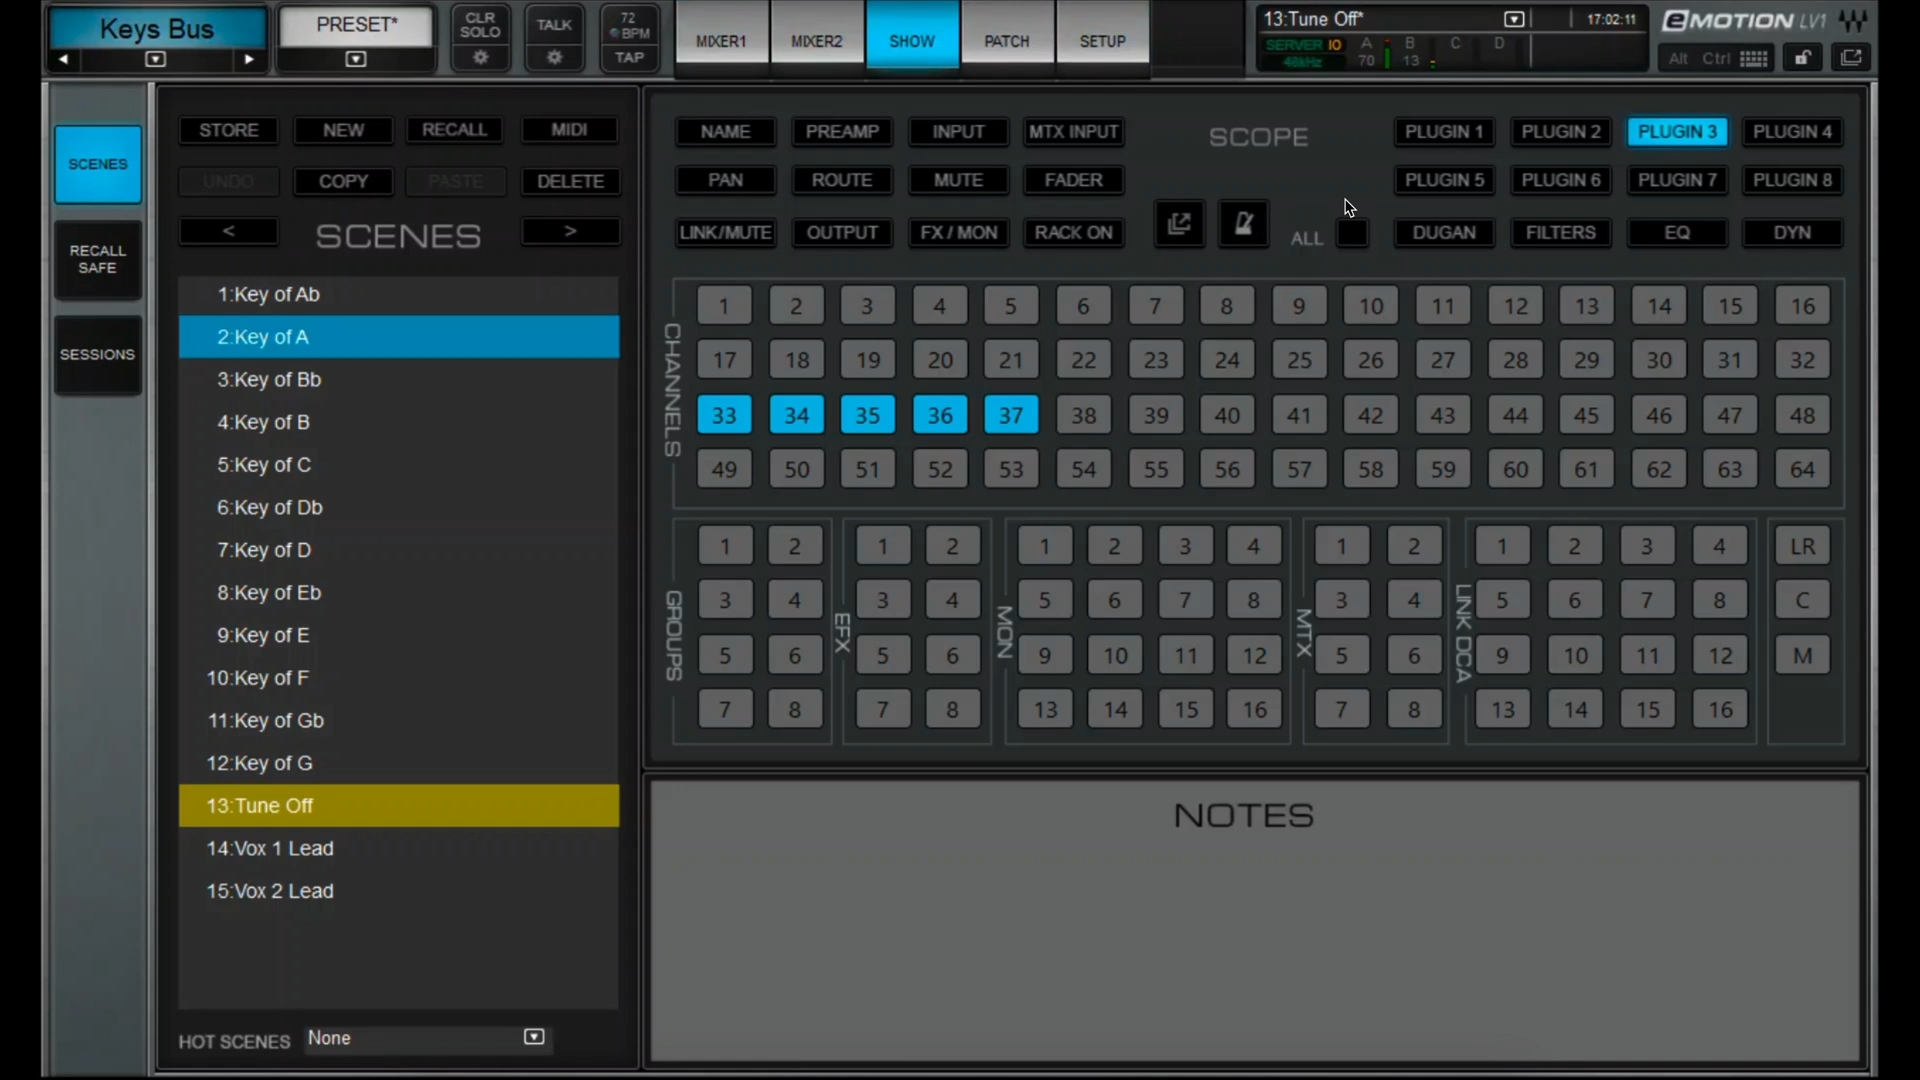 Keys Bus
PRESET*
CLR SOLO
TALK
72 BPM
TAP
MIXER1
MIXER2
SHOW
PATCH
SETUP
13:Tune Off*
17:02:11
SERVER IO A B C D
48kHz 70 13
eMOTION LV1
Alt Ctrl
SCENES
RECALL SAFE
SESSIONS
STORE NEW RECALL MIDI
UNDO COPY PASTE DELETE
< SCENES >
1:Key of Ab
2:Key of A
3:Key of Bb
4:Key of B
5:Key of C
6:Key of Db
7:Key of D
8:Key of Eb
9:Key of E
10:Key of F
11:Key of Gb
12:Key of G
13:Tune Off
14:Vox 1 Lead
15:Vox 2 Lead
HOT SCENES None
NAME PREAMP INPUT MTX INPUT SCOPE PLUGIN 1 PLUGIN 2 PLUGIN 3 PLUGIN 4
PAN ROUTE MUTE FADER PLUGIN 5 PLUGIN 6 PLUGIN 7 PLUGIN 8
LINK/MUTE OUTPUT FX / MON RACK ON ALL DUGAN FILTERS EQ DYN
CHANNELS
1 2 3 4 5 6 7 8 9 10 11 12 13 14 15 16
17 18 19 20 21 22 23 24 25 26 27 28 29 30 31 32
33 34 35 36 37 38 39 40 41 42 43 44 45 46 47 48
49 50 51 52 53 54 55 56 57 58 59 60 61 62 63 64
GROUPS
1 2
3 4
5 6
7 8
EFX
1 2
3 4
5 6
7 8
MON
1 2 3 4
5 6 7 8
9 10 11 12
13 14 15 16
MTX
1 2
3 4
5 6
7 8
LINK DCA
1 2 3 4
5 6 7 8
9 10 11 12
13 14 15 16
LR
C
M
NOTES